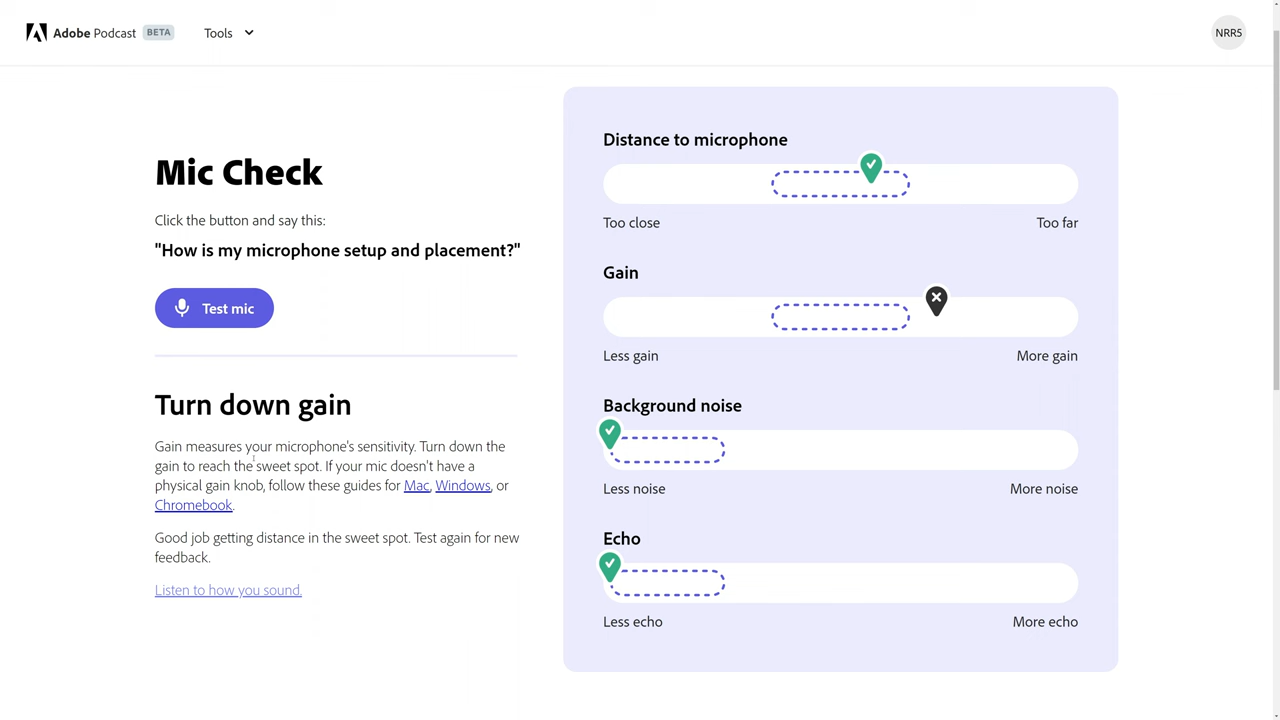 Adobe Podcast BETA Tools NRR5
Mic Check
Click the button and say this:
"How is my microphone setup and placement?"
Test mic
Turn down gain
Gain measures your microphone's sensitivity. Turn down the
gain to reach the sweet spot. If your mic doesn't have a
physical gain knob, follow these guides for Mac, Windows, or
Chromebook.
Good job getting distance in the sweet spot. Test again for new
feedback.
Listen to how you sound.
Distance to microphone
Too close Too far
Gain
Less gain More gain
Background noise
Less noise More noise
Echo
Less echo More echo